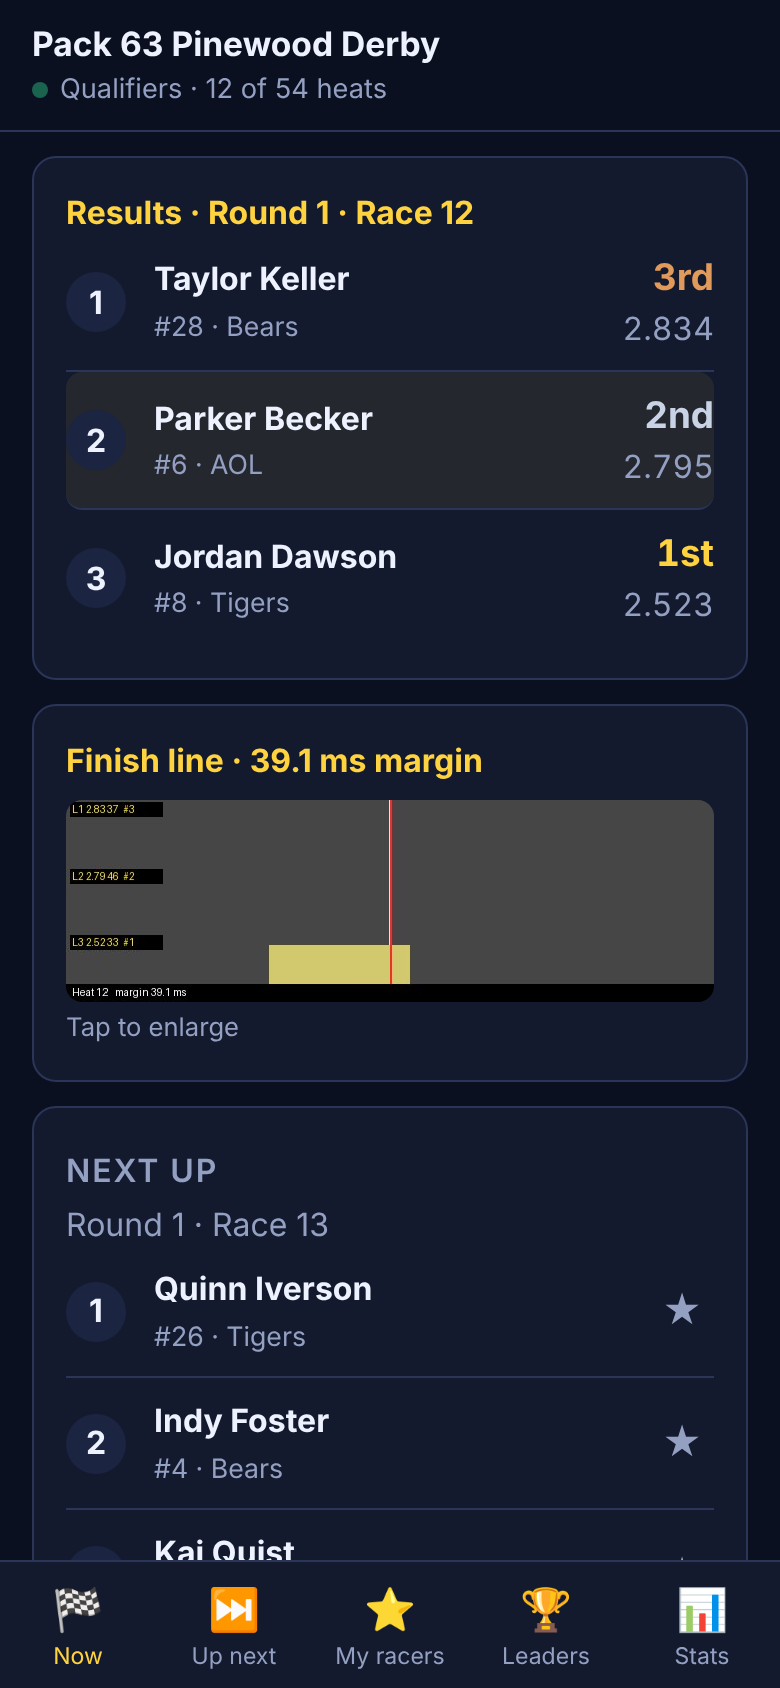 Pack 63 Pinewood Derby
Qualifiers · 12 of 54 heats
Results · Round 1 · Race 12
1
Taylor Keller
#28 · Bears
3rd
2.834
2
Parker Becker
#6 · AOL
2nd
2.795
3
Jordan Dawson
#8 · Tigers
1st
2.523
Finish line · 39.1 ms margin
L1 2.8337 #3
L2 2.7946 #2
L3 2.5233 #1
Heat 12 margin 39.1 ms
Tap to enlarge
NEXT UP
Round 1 · Race 13
1
Quinn Iverson
#26 · Tigers
2
Indy Foster
#4 · Bears
Kai Quist
Now
Up next
My racers
Leaders
Stats